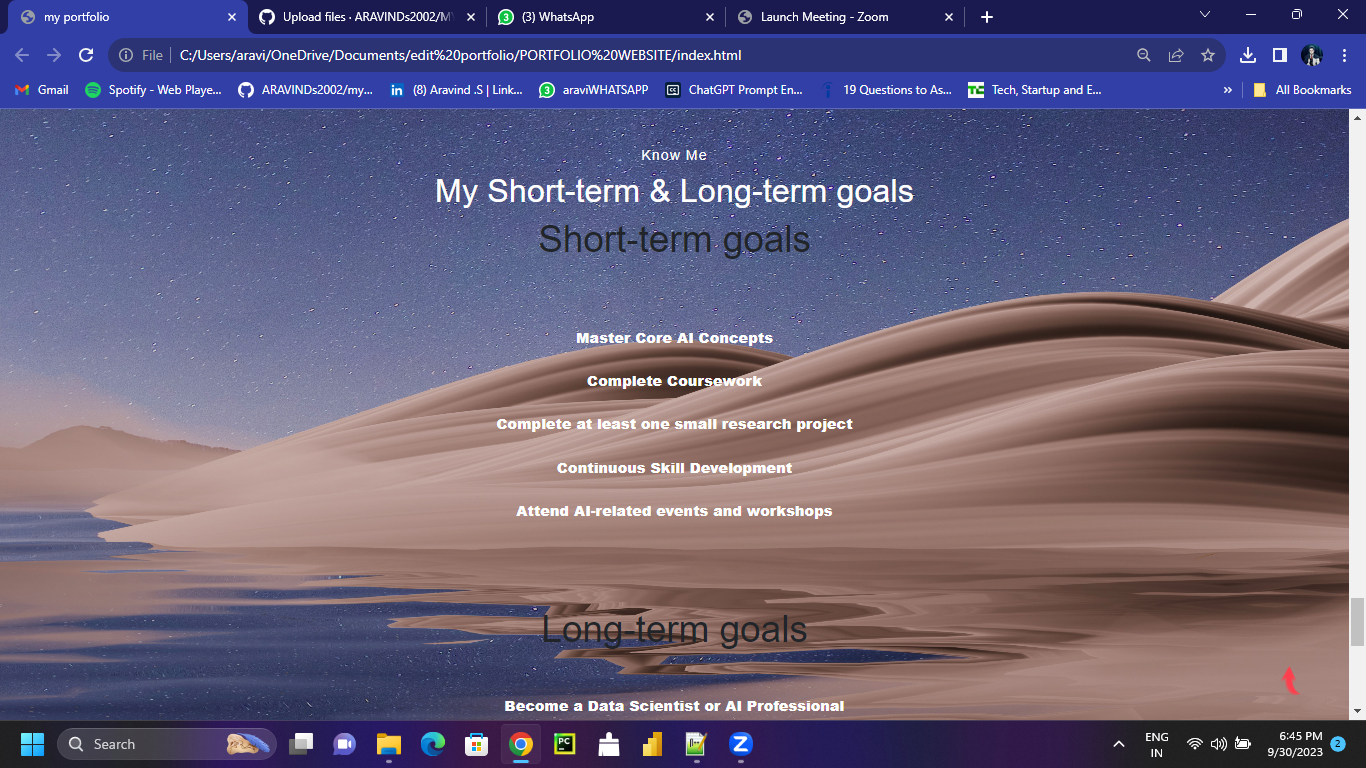 my portfolio
Upload files · ARAVINDs2002/MY
(3) WhatsApp
Launch Meeting - Zoom
File
C:/Users/aravi/OneDrive/Documents/edit%20portfolio/PORTFOLIO%20WEBSITE/index.html
Gmail
Spotify - Web Playe...
ARAVINDs2002/my...
(8) Aravind .S | Link...
araviWHATSAPP
ChatGPT Prompt En...
19 Questions to As...
Tech, Startup and E...
»
All Bookmarks
Know Me
My Short-term & Long-term goals
Short-term goals
Master Core AI Concepts
Complete Coursework
Complete at least one small research project
Continuous Skill Development
Attend AI-related events and workshops
Long-term goals
Become a Data Scientist or AI Professional
Search
ENG
IN
6:45 PM
9/30/2023
2